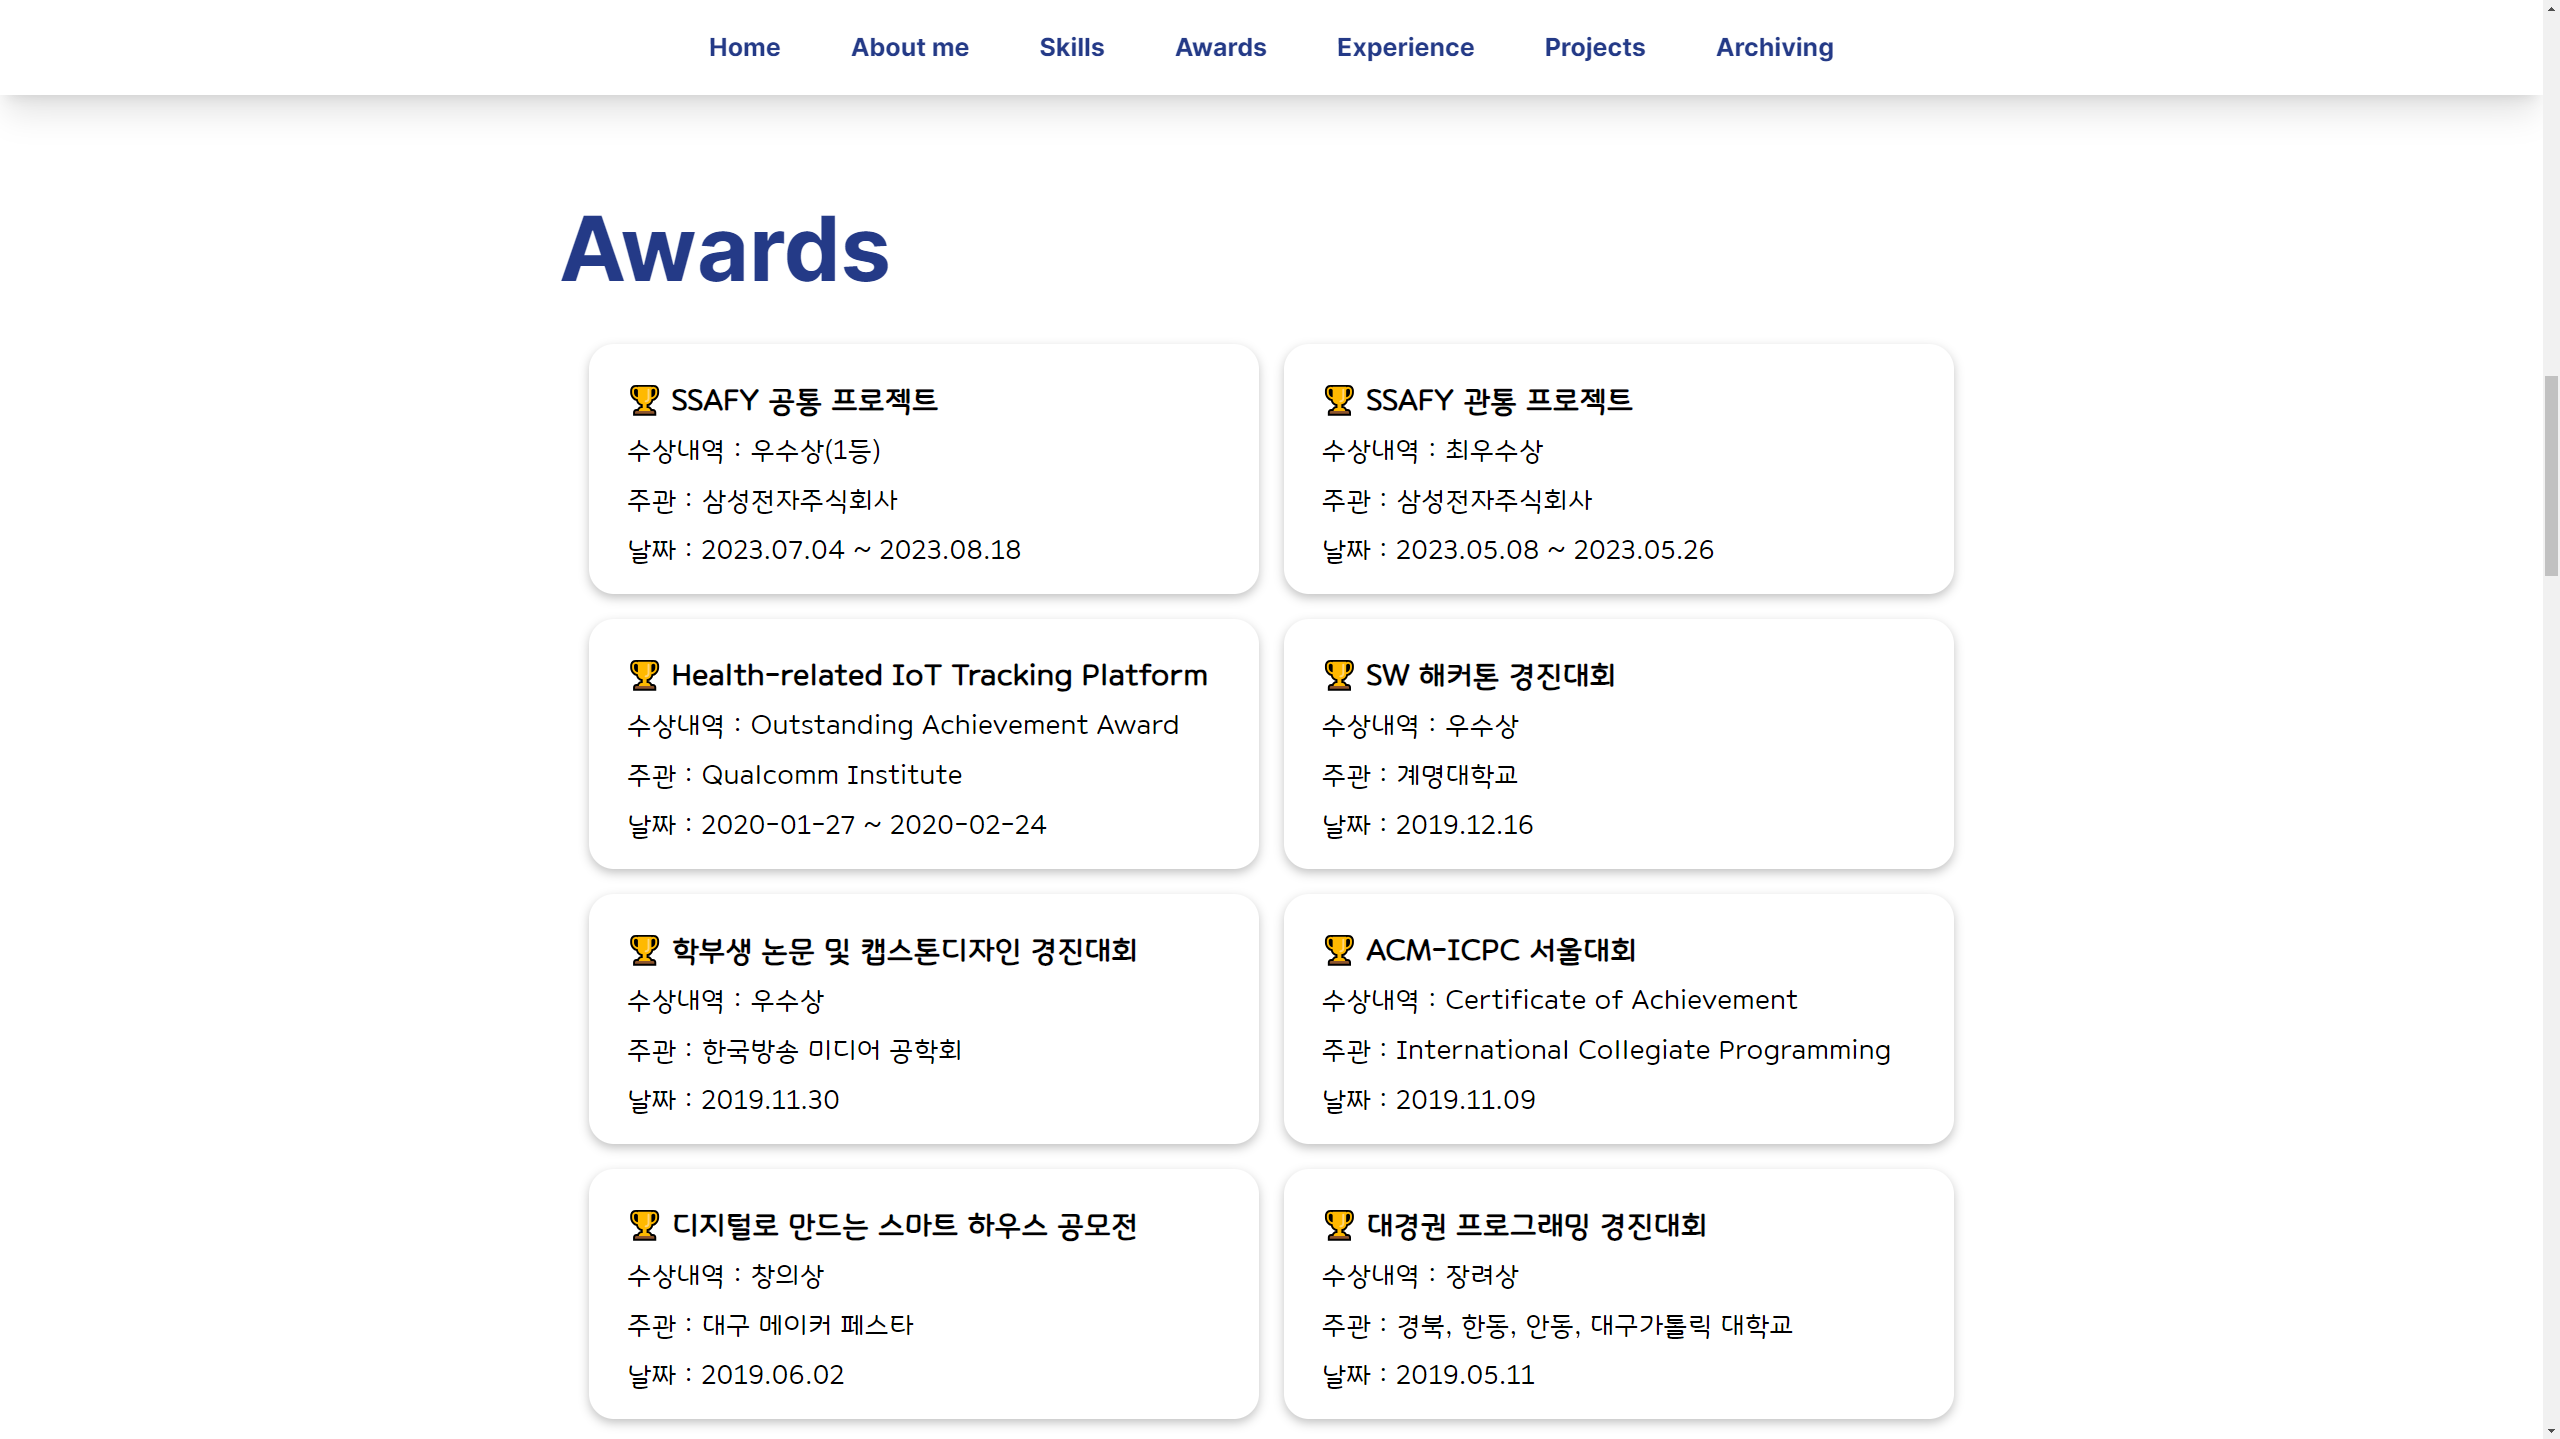 Home About me Skills Awards Experience Projects Archiving
Awards
🏆 SSAFY 공통 프로젝트
수상내역 : 우수상(1등)
주관 : 삼성전자주식회사
날짜 : 2023.07.04 ~ 2023.08.18
🏆 SSAFY 관통 프로젝트
수상내역 : 최우수상
주관 : 삼성전자주식회사
날짜 : 2023.05.08 ~ 2023.05.26
🏆 Health-related IoT Tracking Platform
수상내역 : Outstanding Achievement Award
주관 : Qualcomm Institute
날짜 : 2020-01-27 ~ 2020-02-24
🏆 SW 해커톤 경진대회
수상내역 : 우수상
주관 : 계명대학교
날짜 : 2019.12.16
🏆 학부생 논문 및 캡스톤디자인 경진대회
수상내역 : 우수상
주관 : 한국방송 미디어 공학회
날짜 : 2019.11.30
🏆 ACM-ICPC 서울대회
수상내역 : Certificate of Achievement
주관 : International Collegiate Programming
날짜 : 2019.11.09
🏆 디지털로 만드는 스마트 하우스 공모전
수상내역 : 창의상
주관 : 대구 메이커 페스타
날짜 : 2019.06.02
🏆 대경권 프로그래밍 경진대회
수상내역 : 장려상
주관 : 경북, 한동, 안동, 대구가톨릭 대학교
날짜 : 2019.05.11